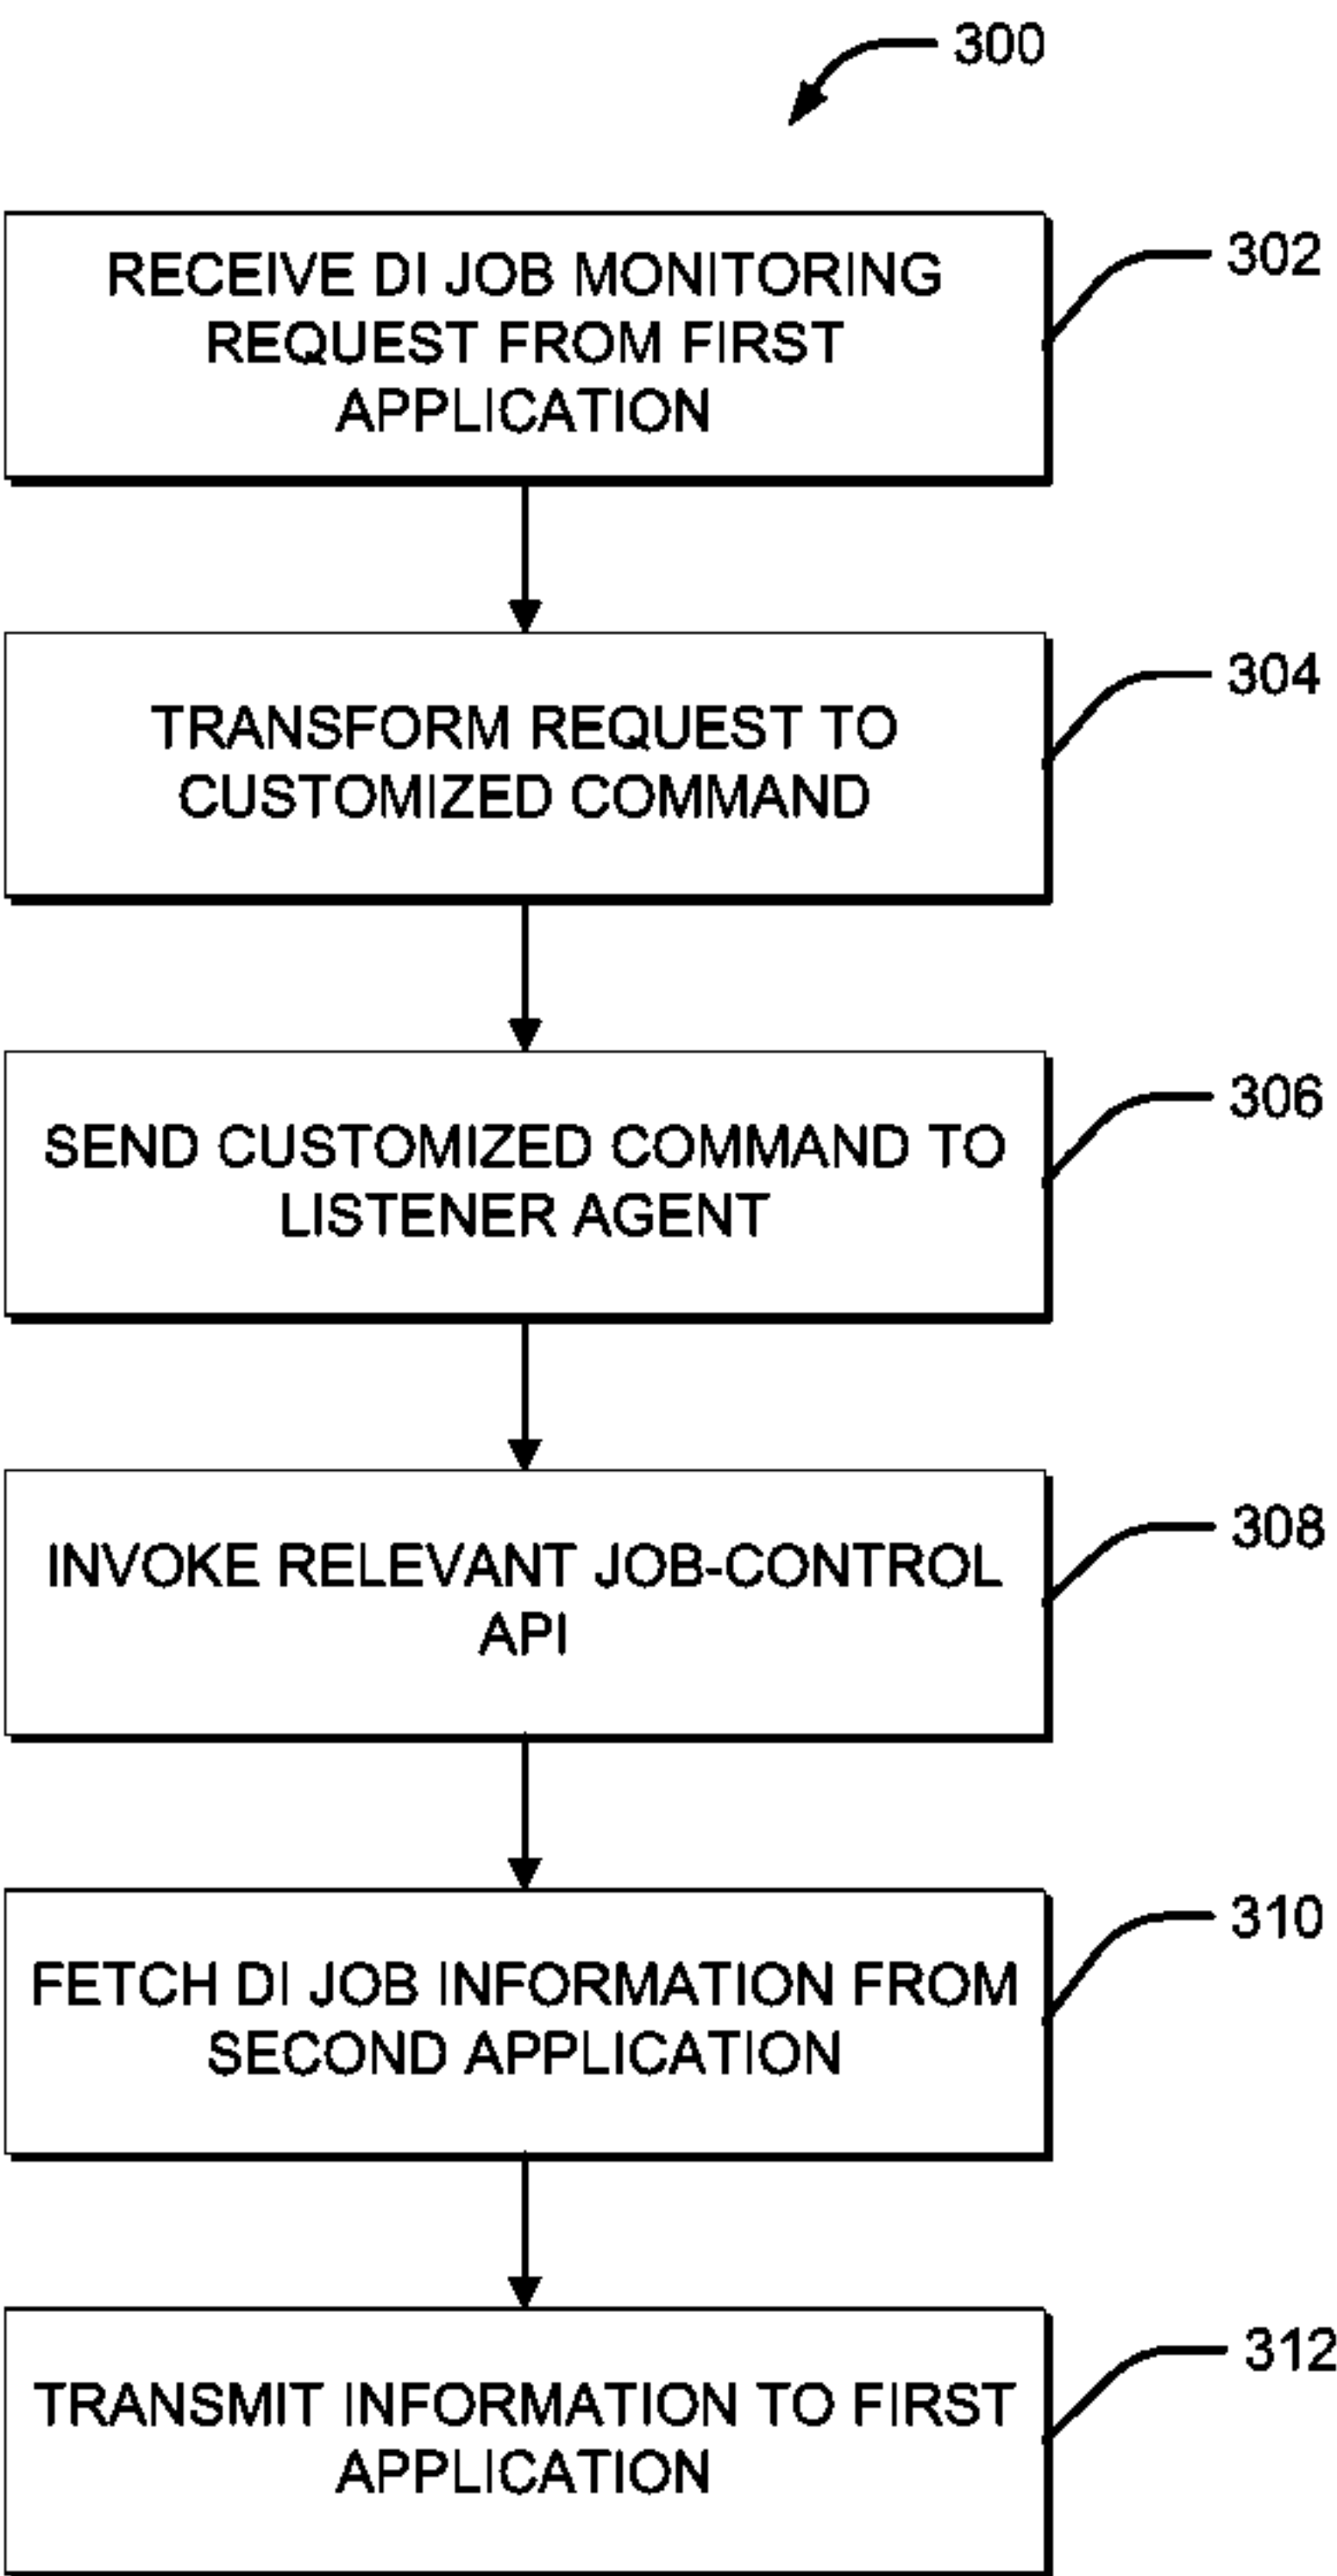 300
RECEIVE DI JOB MONITORING
REQUEST FROM FIRST
APPLICATION
302
TRANSFORM REQUEST TO
CUSTOMIZED COMMAND
304
SEND CUSTOMIZED COMMAND TO
LISTENER AGENT
306
INVOKE RELEVANT JOB-CONTROL
API
308
FETCH DI JOB INFORMATION FROM
SECOND APPLICATION
310
TRANSMIT INFORMATION TO FIRST
APPLICATION
312